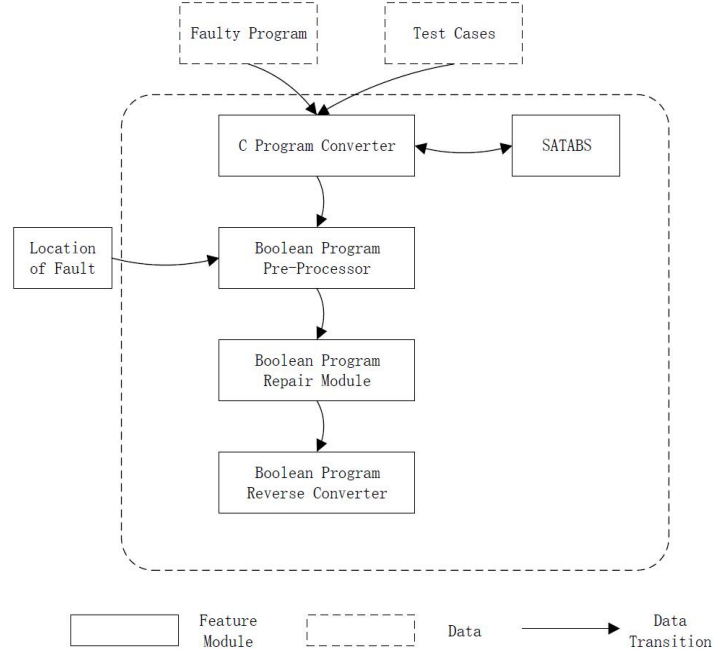 Faulty Program
Test Cases
C Program Converter
SATABS
Location
of Fault
Boolean Program
Pre-Processor
Boolean Program
Repair Module
Boolean Program
Reverse Converter
Feature
Module
Data
Data
Transition